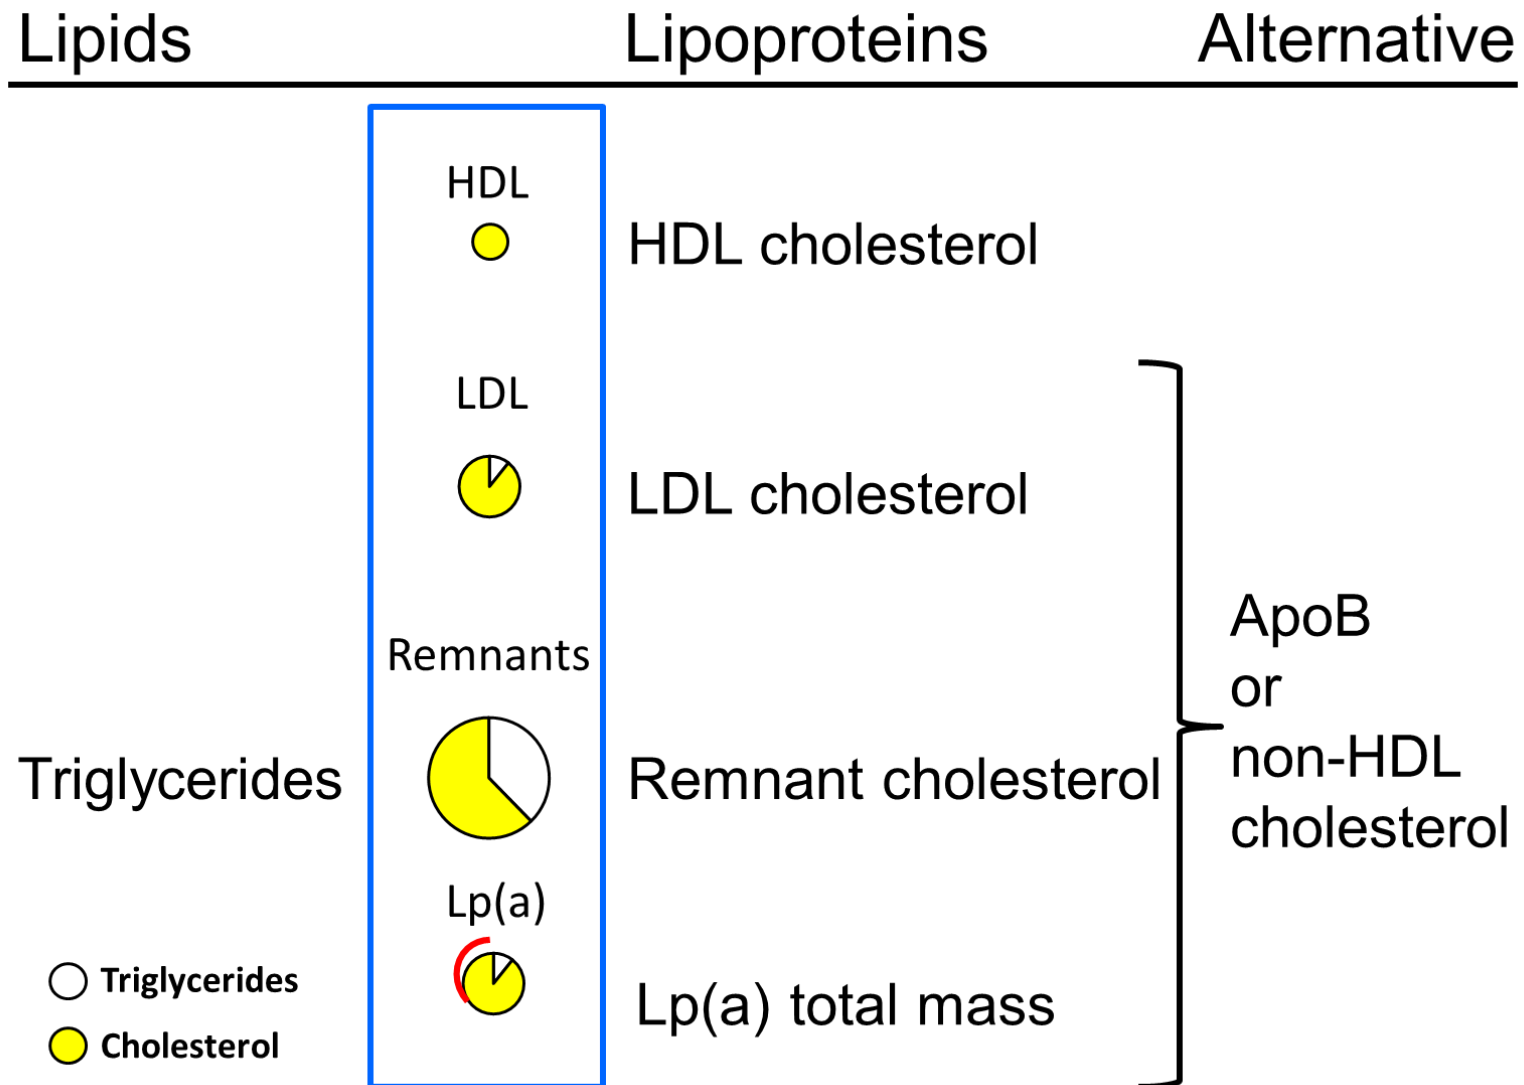 Lipids Lipoproteins Alternative
HDL
HDL cholesterol
LDL
LDL cholesterol
Remnants
Triglycerides Remnant cholesterol
ApoB
or
non-HDL
cholesterol
Lp(a)
Lp(a) total mass
Triglycerides
Cholesterol